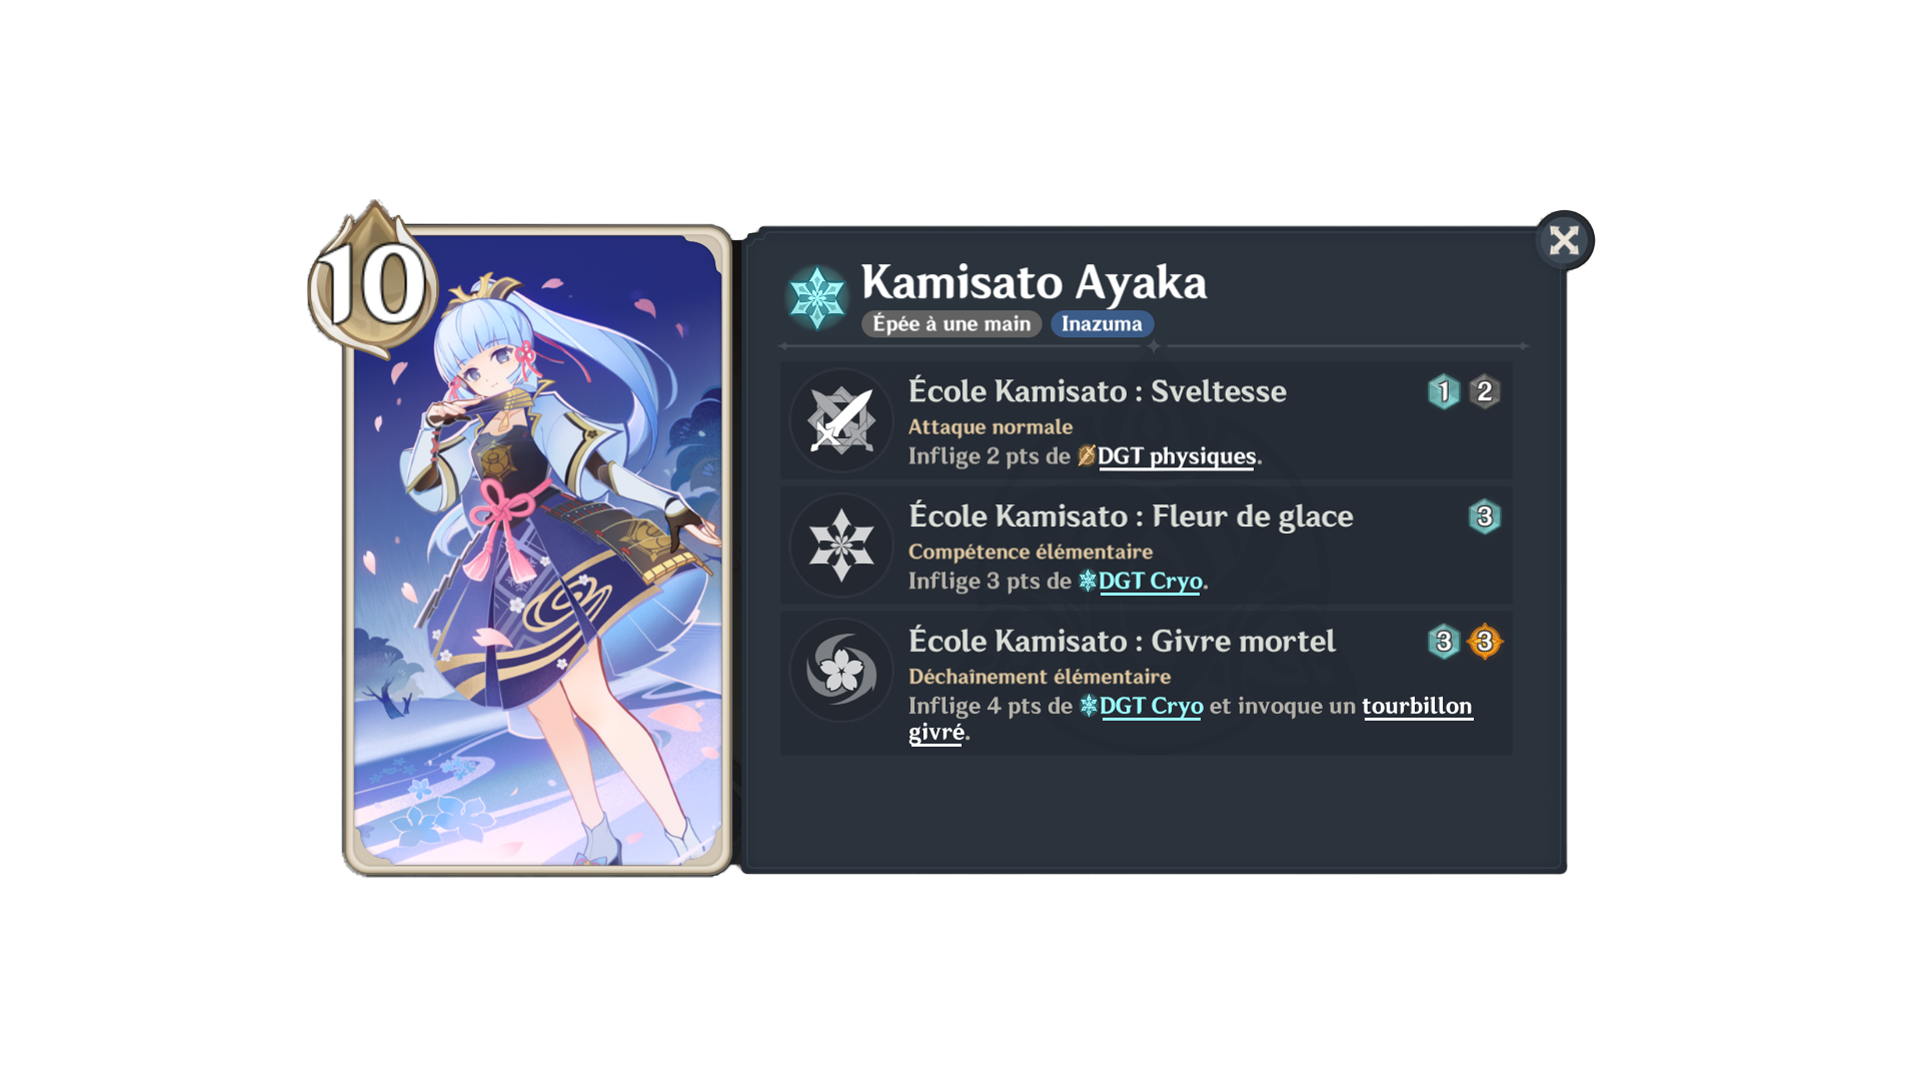 10
Kamisato Ayaka
Épée à une main Inazuma
École Kamisato : Sveltesse 1 2
Attaque normale
Inflige 2 pts de DGT physiques.
École Kamisato : Fleur de glace 3
Compétence élémentaire
Inflige 3 pts de DGT Cryo.
École Kamisato : Givre mortel 3 3
Déchaînement élémentaire
Inflige 4 pts de DGT Cryo et invoque un tourbillon
givré.